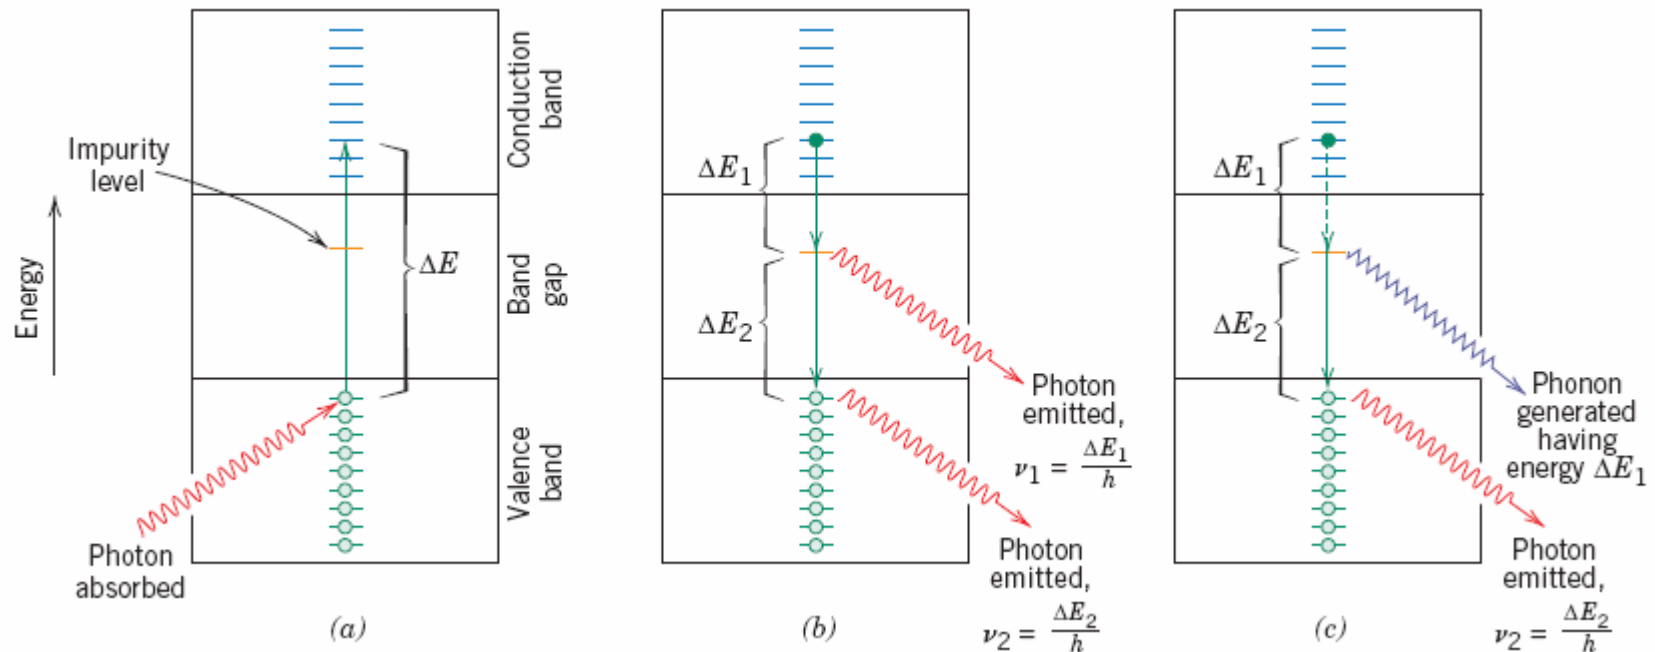 Energy
Impurity
level
ΔE
Conduction
band
Band
gap
Valence
band
Photon
absorbed
(a)
ΔE₁
ΔE₂
Photon
emitted,
ν₁ = ΔE₁/h
Photon
emitted,
ν₂ = ΔE₂/h
(b)
ΔE₁
ΔE₂
Phonon
generated
having
energy ΔE₁
Photon
emitted,
ν₂ = ΔE₂/h
(c)